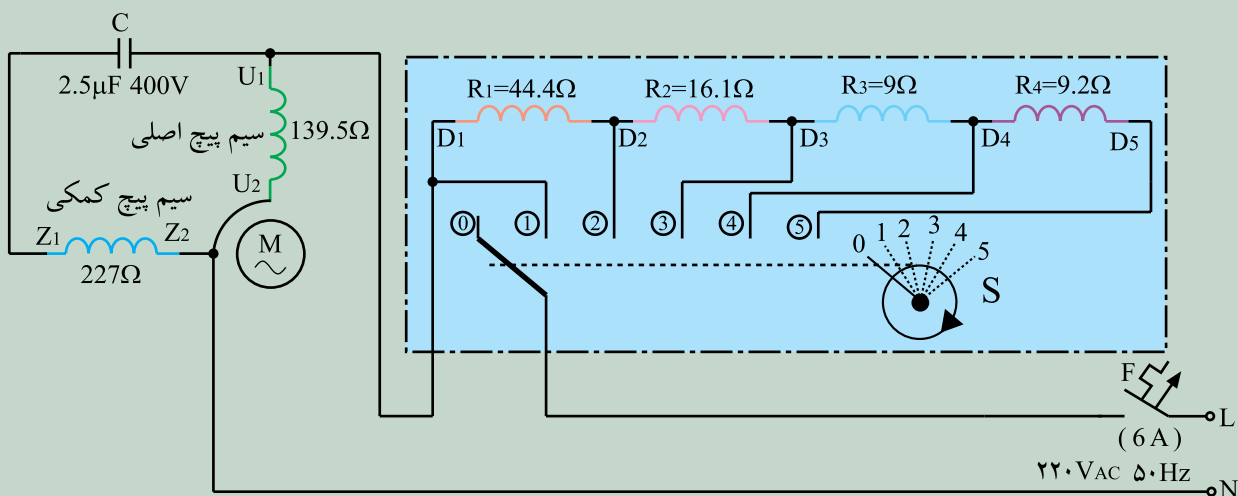 C
2.5µF 400V
U1
139.5Ω
سیم پیچ اصلی
U2
سیم پیچ کمکی
Z1
Z2
227Ω
M
R1=44.4Ω
R2=16.1Ω
R3=9Ω
R4=9.2Ω
D1
D2
D3
D4
D5
0
1
2
3
4
5
0 1 2 3 4 5
S
F
L
( 6 A )
۲۲۰VAC ۵۰Hz
N